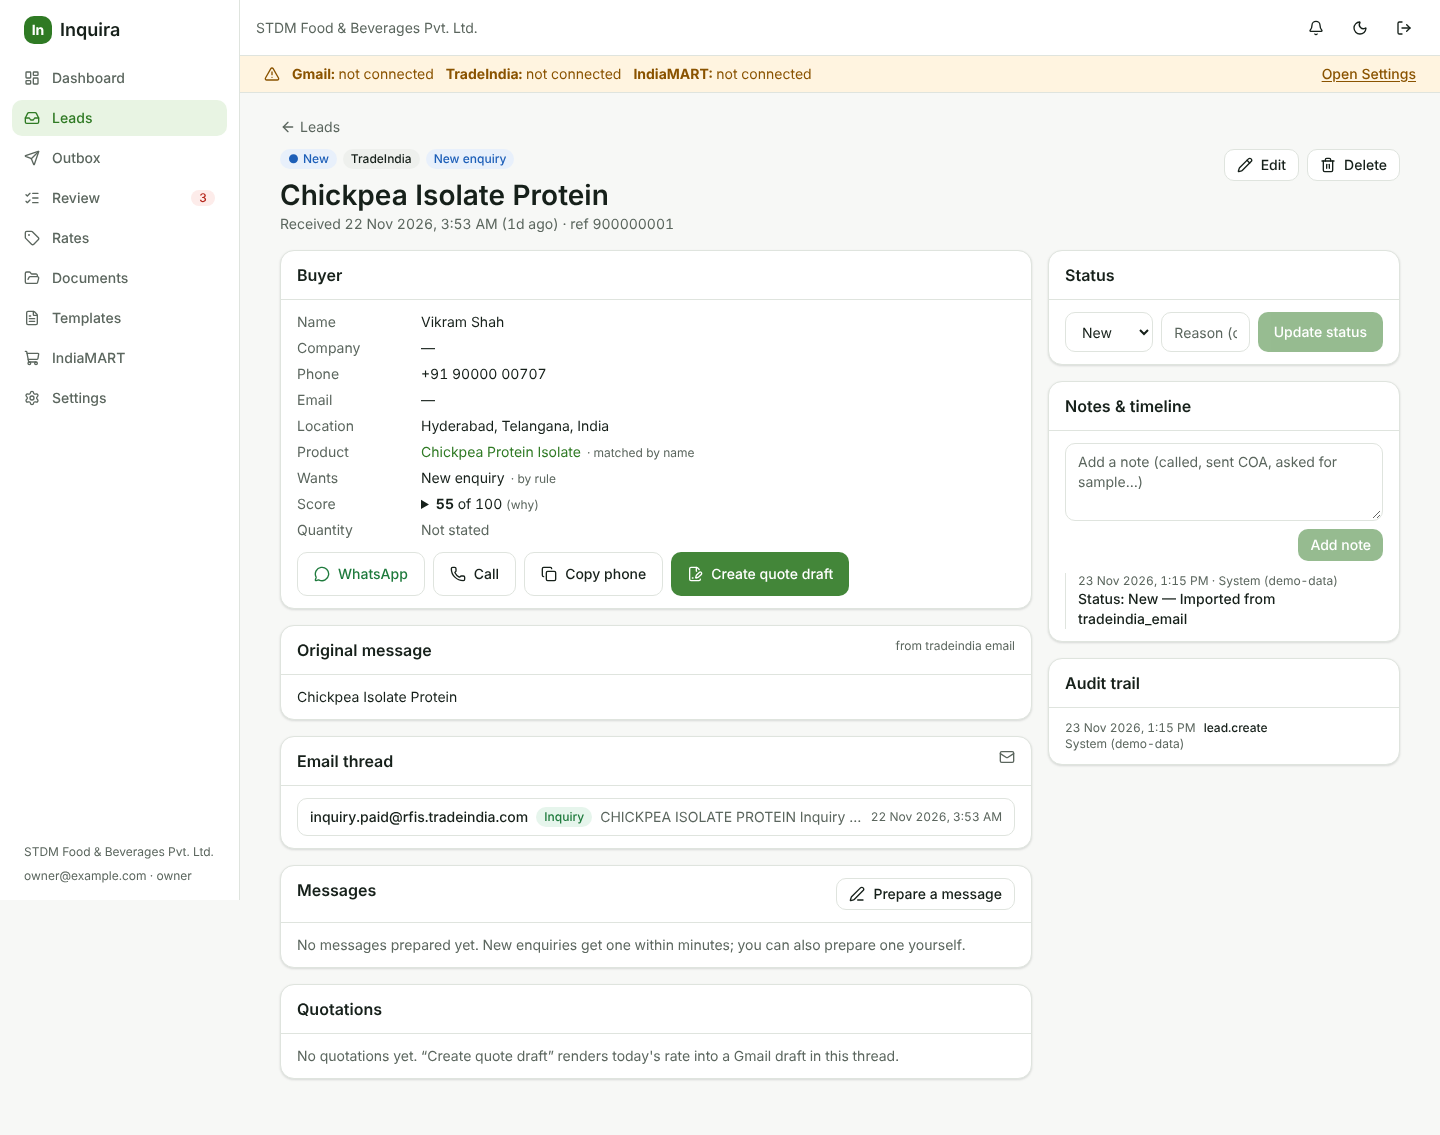 In Inquira
Dashboard
Leads
Outbox
Review 3
Rates
Documents
Templates
IndiaMART
Settings
STDM Food & Beverages Pvt. Ltd.
owner@example.com · owner
STDM Food & Beverages Pvt. Ltd.
Gmail: not connected TradeIndia: not connected IndiaMART: not connected Open Settings
Leads
New TradeIndia New enquiry
Edit Delete
Chickpea Isolate Protein
Received 22 Nov 2026, 3:53 AM (1d ago) · ref 900000001
Buyer
Name Vikram Shah
Company —
Phone +91 90000 00707
Email —
Location Hyderabad, Telangana, India
Product Chickpea Protein Isolate · matched by name
Wants New enquiry · by rule
Score 55 of 100 (why)
Quantity Not stated
WhatsApp Call Copy phone Create quote draft
Original message from tradeindia email
Chickpea Isolate Protein
Email thread
inquiry.paid@rfis.tradeindia.com Inquiry CHICKPEA ISOLATE PROTEIN Inquiry ... 22 Nov 2026, 3:53 AM
Messages Prepare a message
No messages prepared yet. New enquiries get one within minutes; you can also prepare one yourself.
Quotations
No quotations yet. “Create quote draft” renders today's rate into a Gmail draft in this thread.
Status
New Reason (c Update status
Notes & timeline
Add a note (called, sent COA, asked for
sample...)
Add note
23 Nov 2026, 1:15 PM · System (demo-data)
Status: New — Imported from
tradeindia_email
Audit trail
23 Nov 2026, 1:15 PM lead.create
System (demo-data)